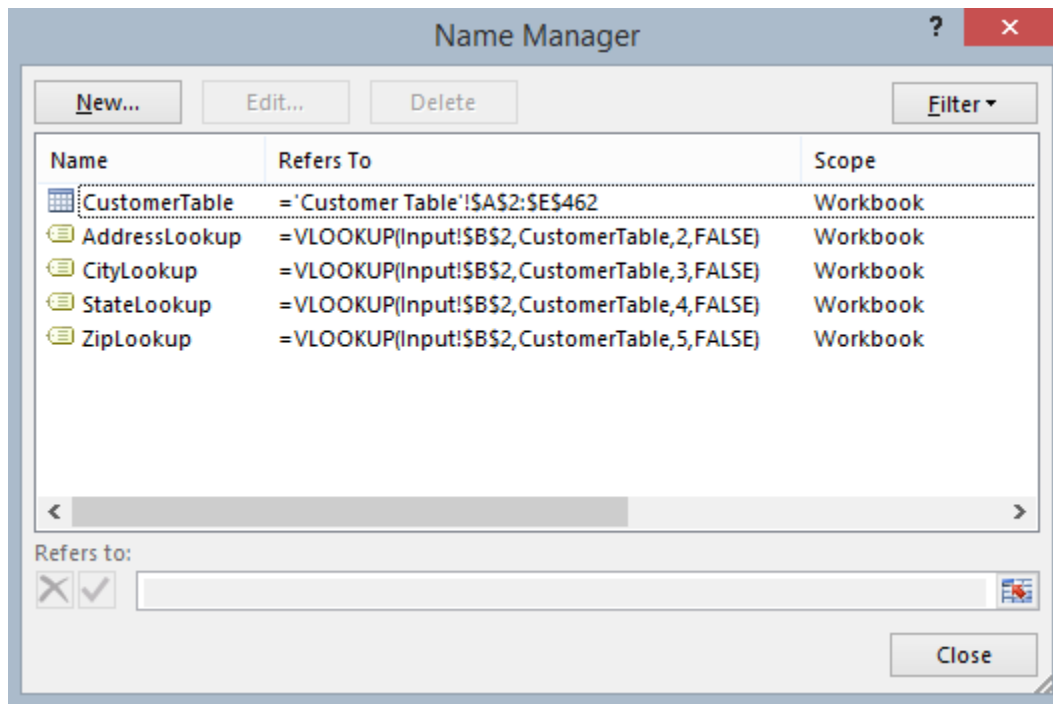 Name Manager ?
New... Edit... Delete Filter
Name Refers To Scope
CustomerTable ='Customer Table'!$A$2:$E$462 Workbook
AddressLookup =VLOOKUP(Input!$B$2,CustomerTable,2,FALSE) Workbook
CityLookup =VLOOKUP(Input!$B$2,CustomerTable,3,FALSE) Workbook
StateLookup =VLOOKUP(Input!$B$2,CustomerTable,4,FALSE) Workbook
ZipLookup =VLOOKUP(Input!$B$2,CustomerTable,5,FALSE) Workbook
Refers to:
Close